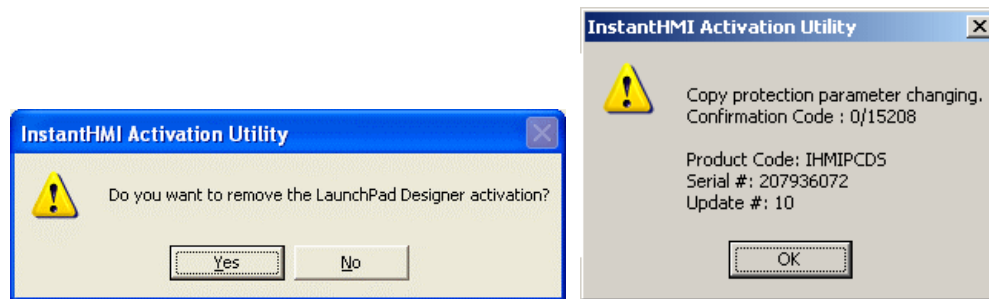 InstantHMI Activation Utility
Do you want to remove the LaunchPad Designer activation?
Yes
No
InstantHMI Activation Utility
Copy protection parameter changing.
Confirmation Code : 0/15208
Product Code: IHMIPCDS
Serial #: 207936072
Update #: 10
OK